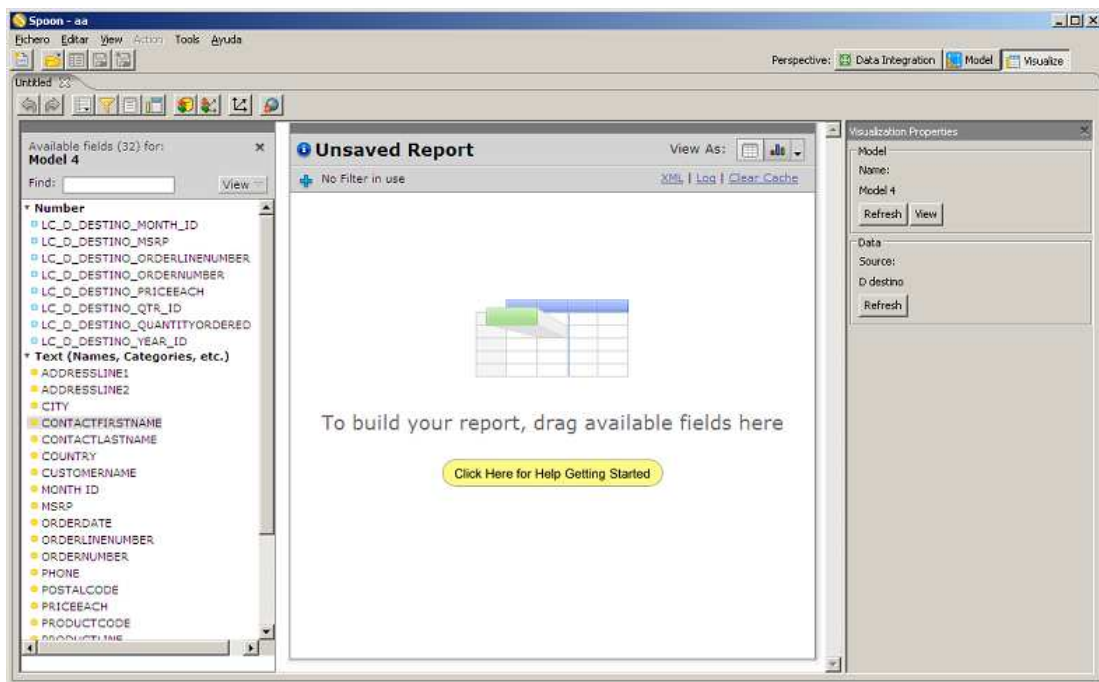 Spoon - aa
Fichero Editar View Action Tools Ayuda
Perspective: Data Integration Model Visualize
Untitled
Available fields (32) for:
Model 4
Find:
View
Number
LC_D_DESTINO_MONTH_ID
LC_D_DESTINO_MSRP
LC_D_DESTINO_ORDERLINENUMBER
LC_D_DESTINO_ORDERNUMBER
LC_D_DESTINO_PRICEEACH
LC_D_DESTINO_QTR_ID
LC_D_DESTINO_QUANTITYORDERED
LC_D_DESTINO_YEAR_ID
Text (Names, Categories, etc.)
ADDRESSLINE1
ADDRESSLINE2
CITY
CONTACTFIRSTNAME
CONTACTLASTNAME
COUNTRY
CUSTOMERNAME
MONTH ID
MSRP
ORDERDATE
ORDERLINENUMBER
ORDERNUMBER
PHONE
POSTALCODE
PRICEEACH
PRODUCTCODE
PRODUCTLINE
Unsaved Report
View As:
No Filter in use
XML | Log | Clear Cache
To build your report, drag available fields here
Click Here for Help Getting Started
Visualization Properties
Model
Name:
Model 4
Refresh View
Data
Source:
D destino
Refresh